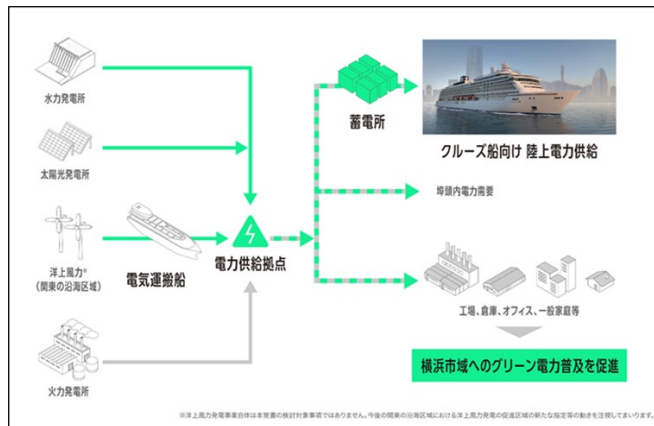 水力発電所
太陽光発電所
洋上風力※
(関東の沿海区域)
火力発電所
電気運搬船
電力供給拠点
蓄電所
クルーズ船向け 陸上電力供給
埠頭内電力需要
工場、倉庫、オフィス、一般家庭等
横浜市域へのグリーン電力普及を促進
※洋上風力発電事業自体は本覚書の検討対象事項ではありません。今後の関東の沿海区域における洋上風力発電の促進区域の新たな指定等の動きを注視してまいります。